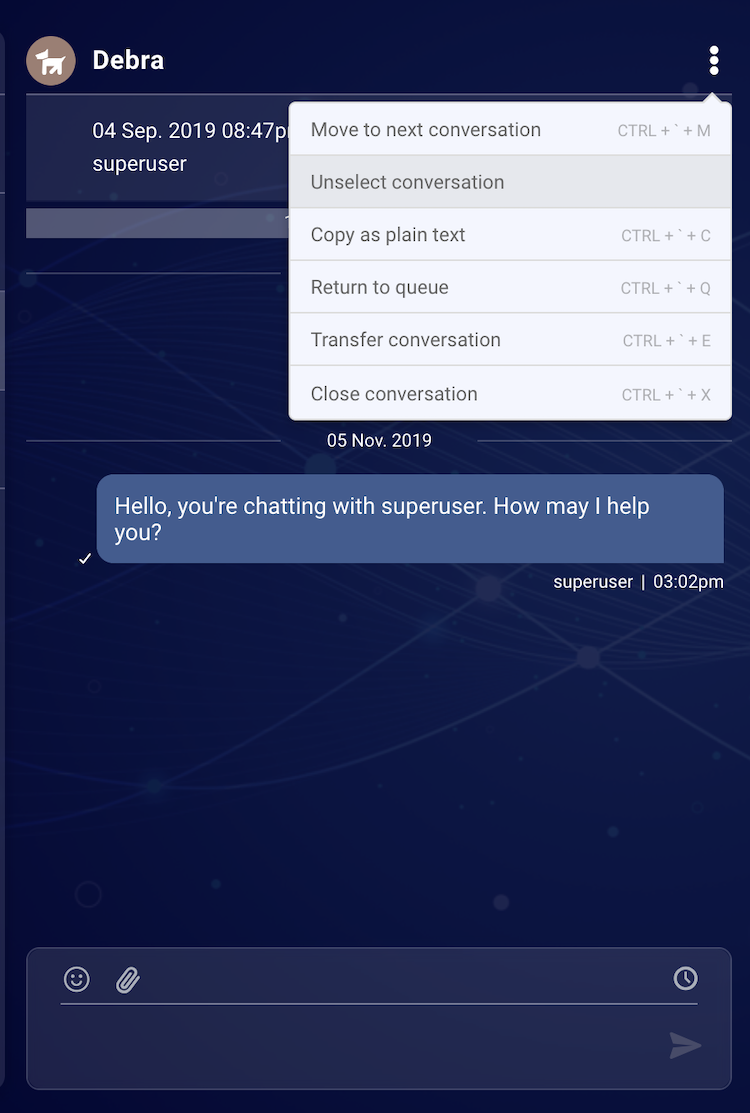 Debra
04 Sep. 2019 08:47p
superuser
Move to next conversation CTRL + ` + M
Unselect conversation
Copy as plain text CTRL + ` + C
Return to queue CTRL + ` + Q
Transfer conversation CTRL + ` + E
Close conversation CTRL + ` + X
05 Nov. 2019
Hello, you're chatting with superuser. How may I help
you?
superuser | 03:02pm